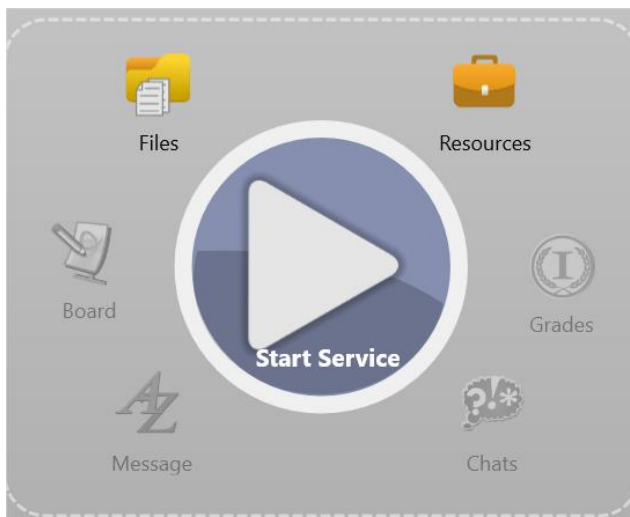 Files
Resources
Board
Grades
Start Service
Message
Chats